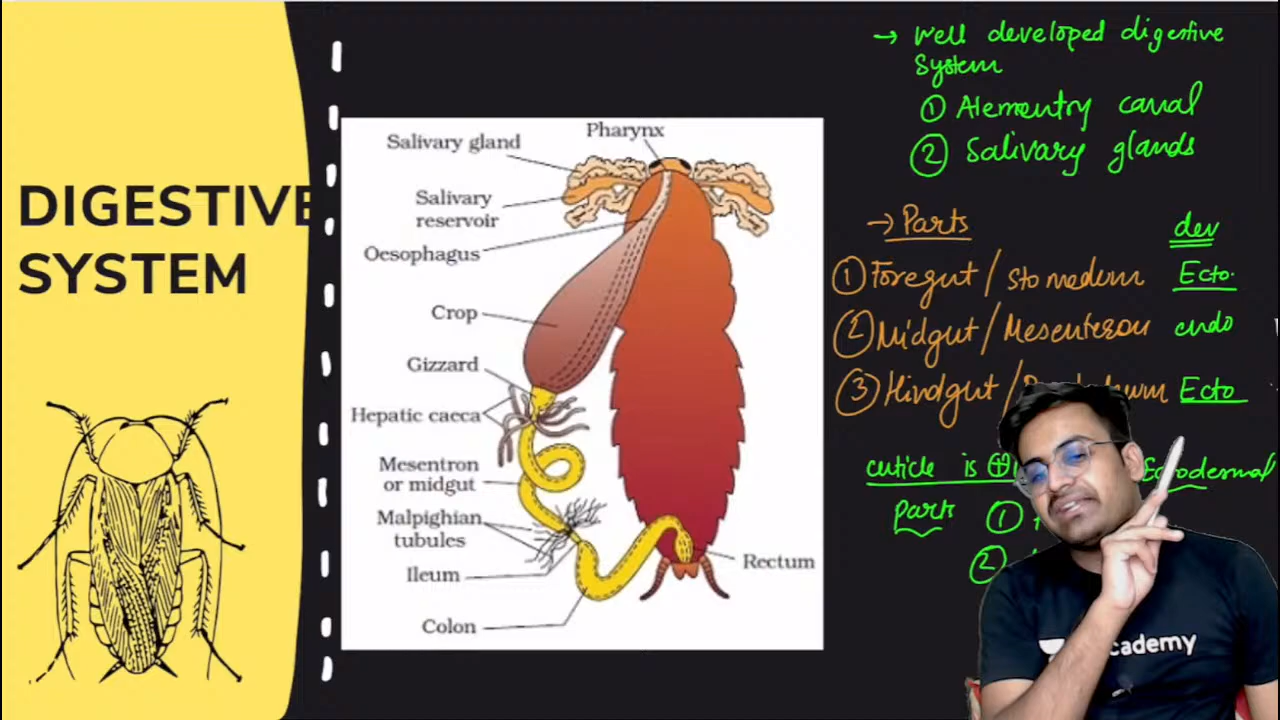 DIGESTIVE
SYSTEM
Pharynx
Salivary gland
Salivary
reservoir
Oesophagus
Crop
Gizzard
Hepatic caeca
Mesentron
or midgut
Malpighian
tubules
Ileum
Colon
Rectum
→ Well developed digestive
System
① Alementry canal
② Salivary glands
→ Parts dev
① Foregut / Stomedum Ecto.
② Midgut / Mesenteron endo
③ Hindgut / Ecto
cuticle is ⊕ Ectodermal
Parts ①
②
cademy